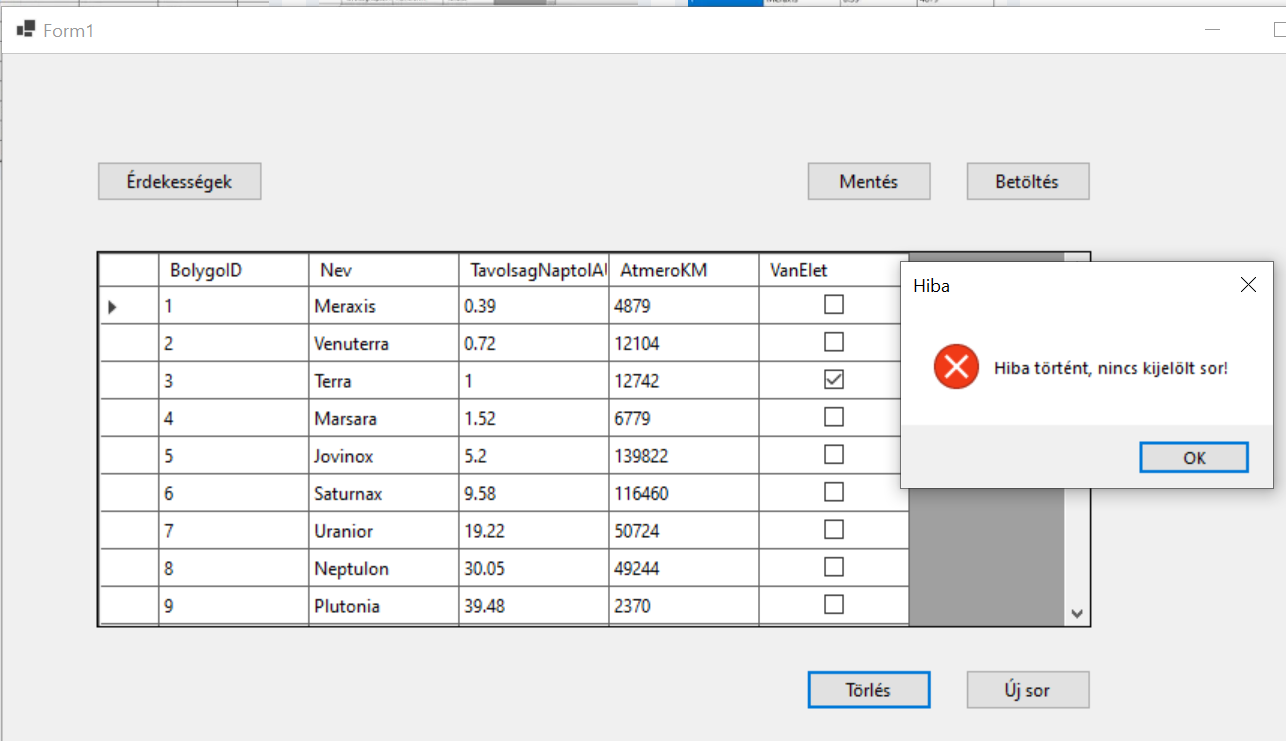 Form1
Érdekességek Mentés Betöltés
BolygoID Nev TavolsagNaptolAU AtmeroKM VanElet
1 Meraxis 0.39 4879
2 Venuterra 0.72 12104
3 Terra 1 12742
4 Marsara 1.52 6779
5 Jovinox 5.2 139822
6 Saturnax 9.58 116460
7 Uranior 19.22 50724
8 Neptulon 30.05 49244
9 Plutonia 39.48 2370
Hiba
Hiba történt, nincs kijelölt sor!
OK
Törlés Új sor